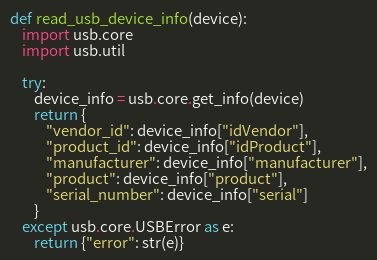 def read_usb_device_info(device):
    import usb.core
    import usb.util

    try:
        device_info = usb.core.get_info(device)
        return {
            "vendor_id": device_info["idVendor"],
            "product_id": device_info["idProduct"],
            "manufacturer": device_info["manufacturer"],
            "product": device_info["product"],
            "serial_number": device_info["serial"]
        }
    except usb.core.USBError as e:
        return {"error": str(e)}